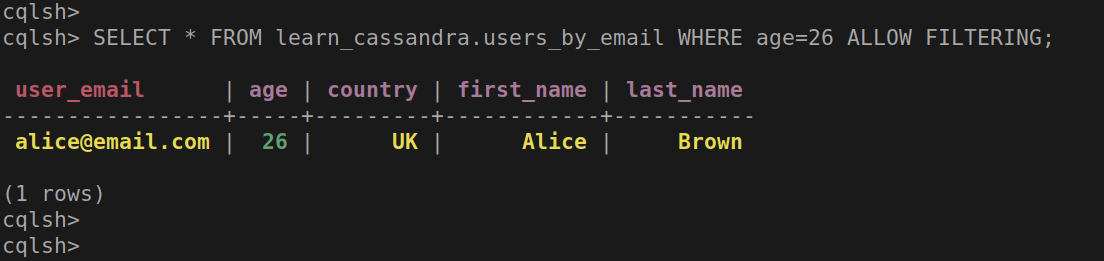 cqlsh>
cqlsh> SELECT * FROM learn_cassandra.users_by_email WHERE age=26 ALLOW FILTERING;
 user_email      | age | country | first_name | last_name
-----------------+-----+---------+------------+-----------
 alice@email.com |  26 |      UK |      Alice |     Brown
(1 rows)
cqlsh>
cqlsh>